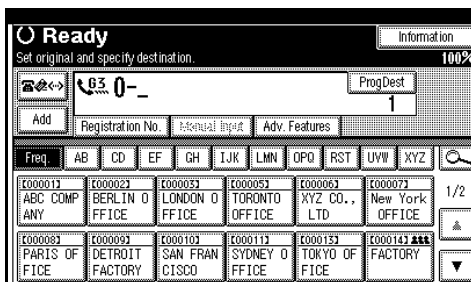 Ready
Information
Set original and specify destination.
100%
G3 0-_
ProgDest
1
Add
Registration No.
Manual Input
Adv. Features
Freq.
AB
CD
EF
GH
IJK
LMN
OPQ
RST
UVW
XYZ
[00001]
ABC COMP
ANY
[00002]
BERLIN O
FFICE
[00003]
LONDON O
FFICE
[00005]
TORONTO
OFFICE
[00006]
XYZ CO.,
LTD
[00007]
New York
OFFICE
1/2
[00008]
PARIS OF
FICE
[00009]
DETROIT
FACTORY
[00010]
SAN FRAN
CISCO
[00011]
SYDNEY O
FFICE
[00013]
TOKYO OF
FICE
[00014]
FACTORY